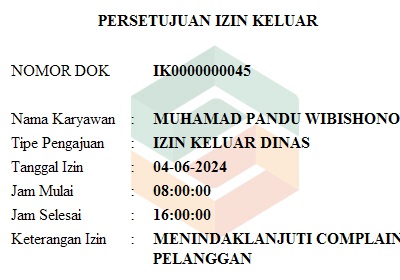 PERSETUJUAN IZIN KELUAR
NOMOR DOK IK0000000045
Nama Karyawan : MUHAMAD PANDU WIBISHONO
Tipe Pengajuan : IZIN KELUAR DINAS
Tanggal Izin : 04-06-2024
Jam Mulai : 08:00:00
Jam Selesai : 16:00:00
Keterangan Izin : MENINDAKLANJUTI COMPLAIN
PELANGGAN